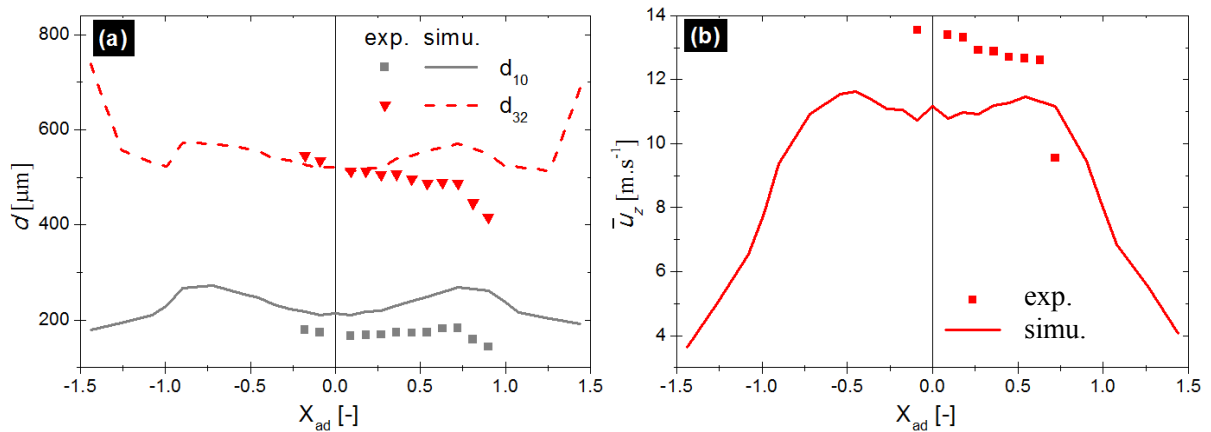 (a)
exp. simu.
d10
d32
800
600
400
200
d [µm]
-1.5 -1.0 -0.5 0.0 0.5 1.0 1.5
Xad [-]
(b)
14
12
10
8
6
4
ūz [m.s-1]
exp.
simu.
-1.5 -1.0 -0.5 0.0 0.5 1.0 1.5
Xad [-]